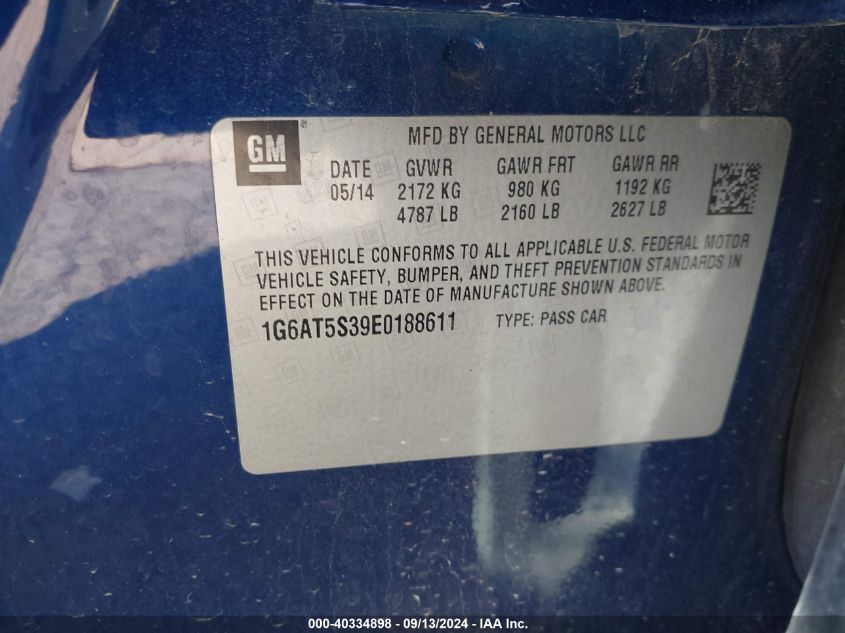 GM
MFD BY GENERAL MOTORS LLC
DATE GVWR GAWR FRT GAWR RR
05/14 2172 KG 980 KG 1192 KG
4787 LB 2160 LB 2627 LB
THIS VEHICLE CONFORMS TO ALL APPLICABLE U.S. FEDERAL MOTOR
VEHICLE SAFETY, BUMPER, AND THEFT PREVENTION STANDARDS IN
EFFECT ON THE DATE OF MANUFACTURE SHOWN ABOVE.
1G6AT5S39E0188611 TYPE: PASS CAR
000-40334898 - 09/13/2024 - IAA Inc.